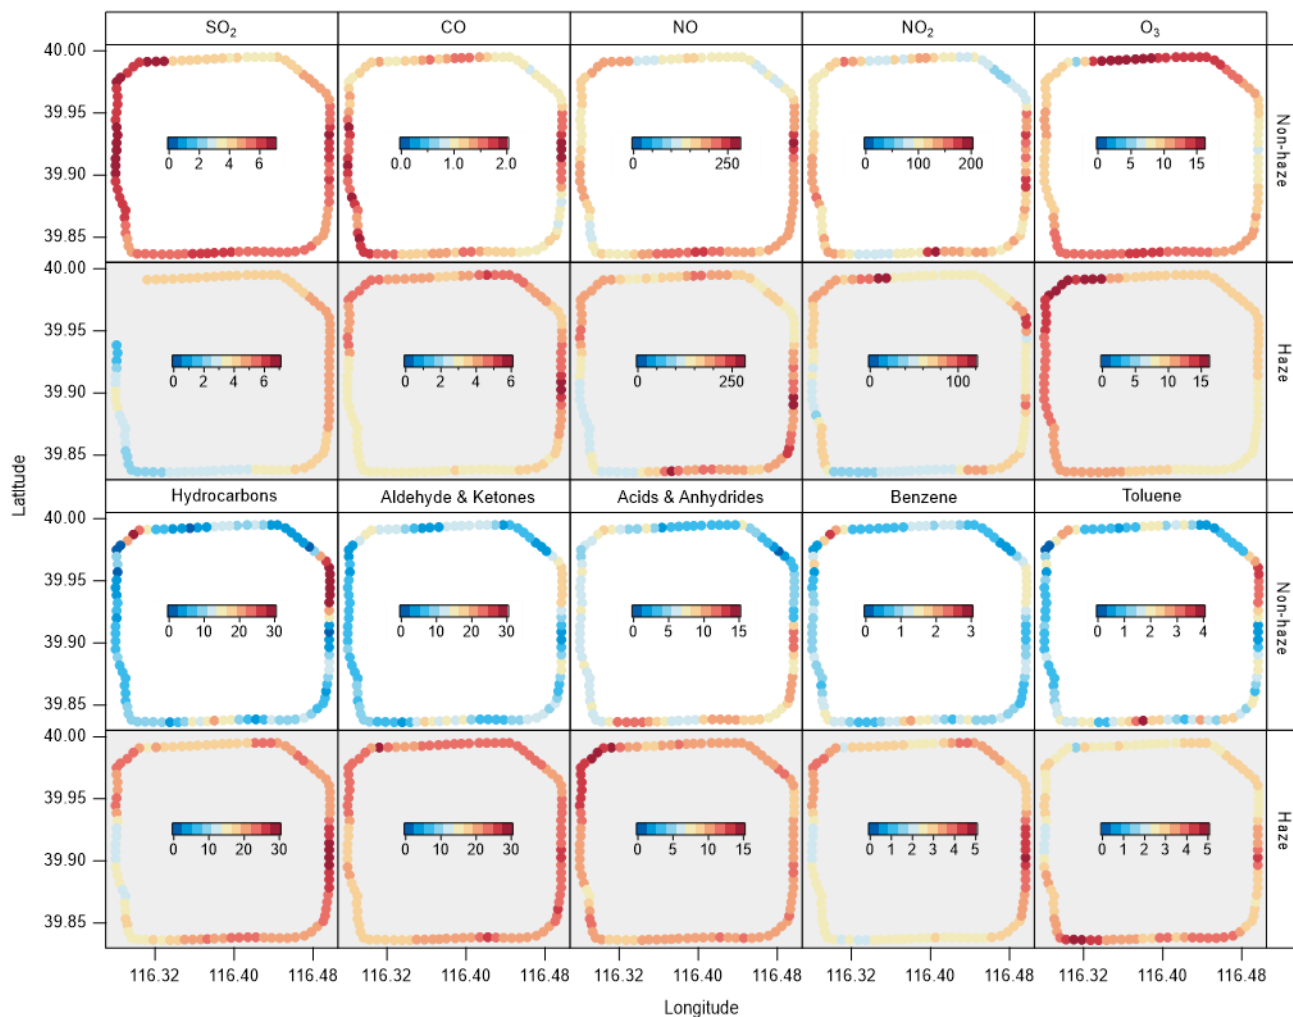 SO2 CO NO NO2 O3
40.00
39.95
39.90
39.85
0 2 4 6
0.0 1.0 2.0
0 250
0 100 200
0 5 10 15
Non-haze
40.00
39.95
39.90
39.85
0 2 4 6
0 2 4 6
0 250
0 100
0 5 10 15
Haze
Latitude
Hydrocarbons Aldehyde & Ketones Acids & Anhydrides Benzene Toluene
40.00
39.95
39.90
39.85
0 10 20 30
0 10 20 30
0 5 10 15
0 1 2 3
0 1 2 3 4
Non-haze
40.00
39.95
39.90
39.85
0 10 20 30
0 10 20 30
0 5 10 15
0 1 2 3 4 5
0 1 2 3 4 5
Haze
116.32 116.40 116.48 116.32 116.40 116.48 116.32 116.40 116.48 116.32 116.40 116.48 116.32 116.40 116.48
Longitude